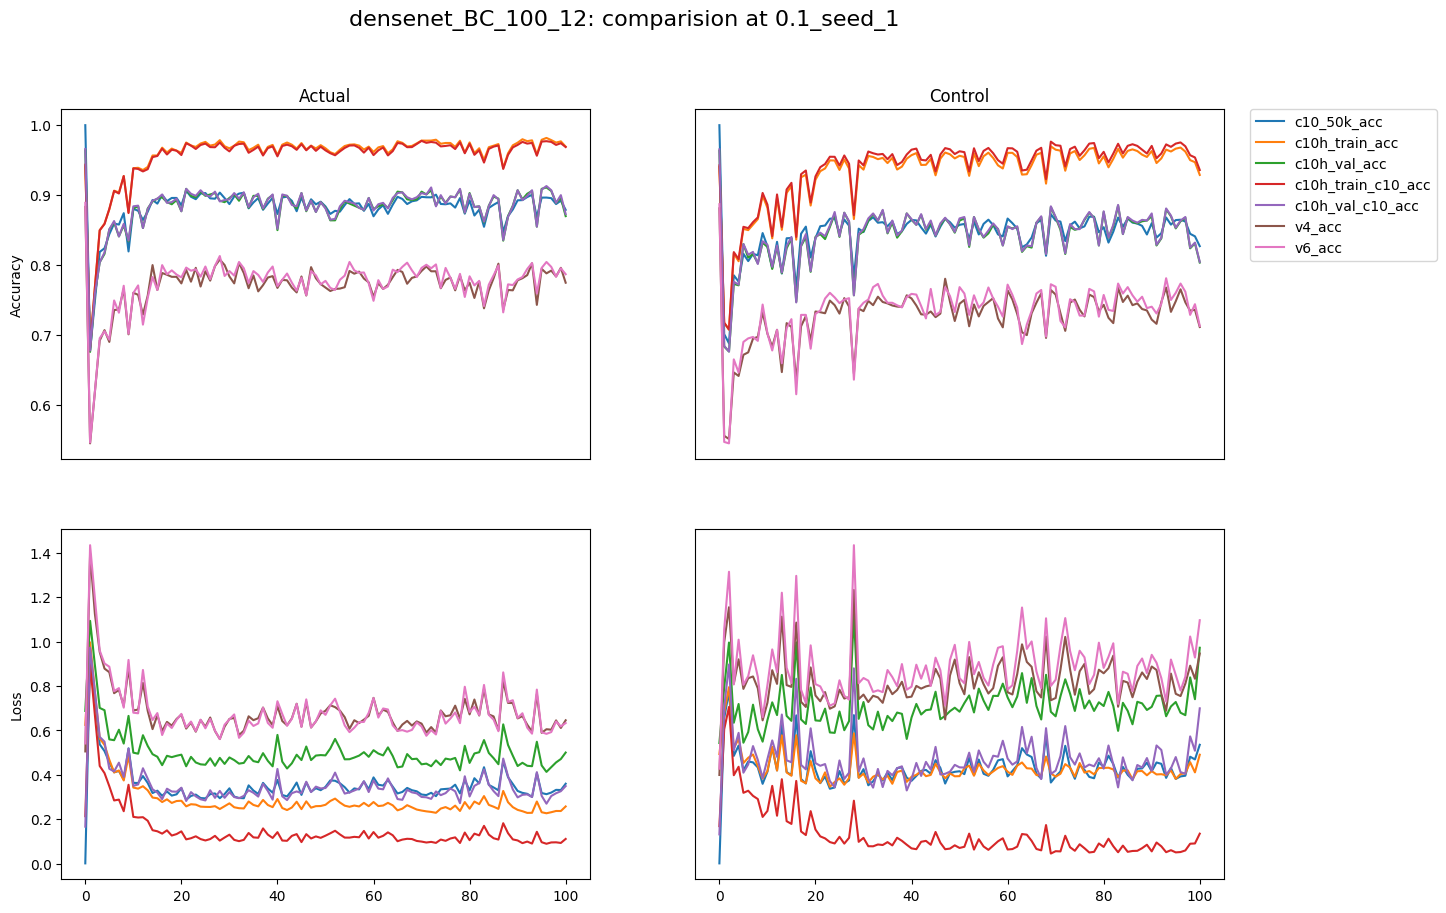 densenet_BC_100_12: comparision at 0.1_seed_1
Actual
Control
Accuracy
1.0
0.9
0.8
0.7
0.6
c10_50k_acc
c10h_train_acc
c10h_val_acc
c10h_train_c10_acc
c10h_val_c10_acc
v4_acc
v6_acc
Loss
1.4
1.2
1.0
0.8
0.6
0.4
0.2
0.0
0 20 40 60 80 100
0 20 40 60 80 100